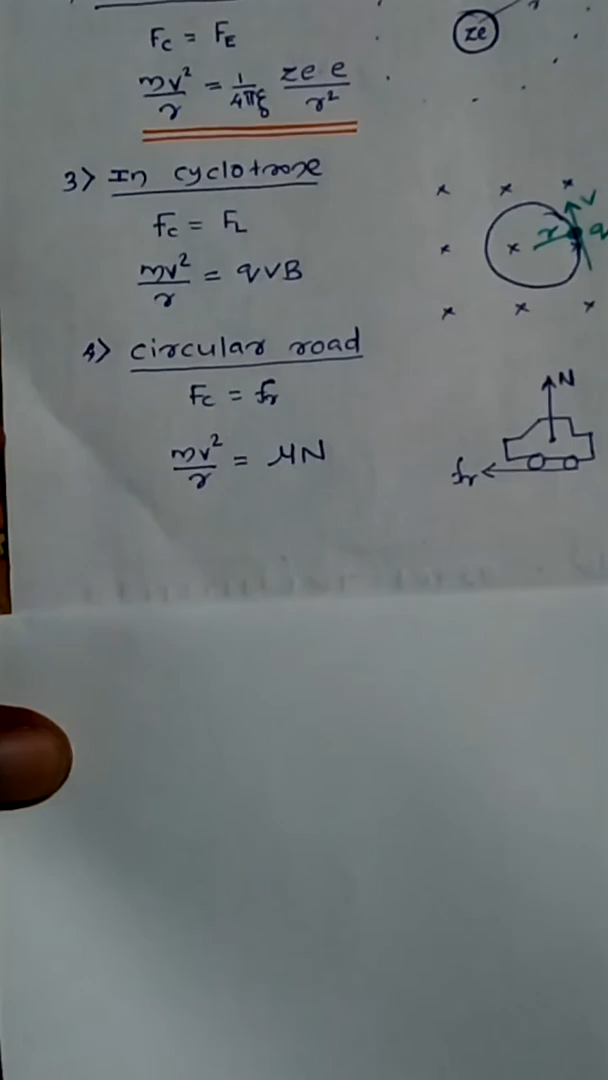 Fc = FE
ze
mv²/r = 1/4πε₀ ze e/r²
3> In cyclotrone
Fc = FL
mv²/r = qvB
x x x
v
r q
x x x
x x x
4> circular road
Fc = fr
N
mv²/r = μN
fr